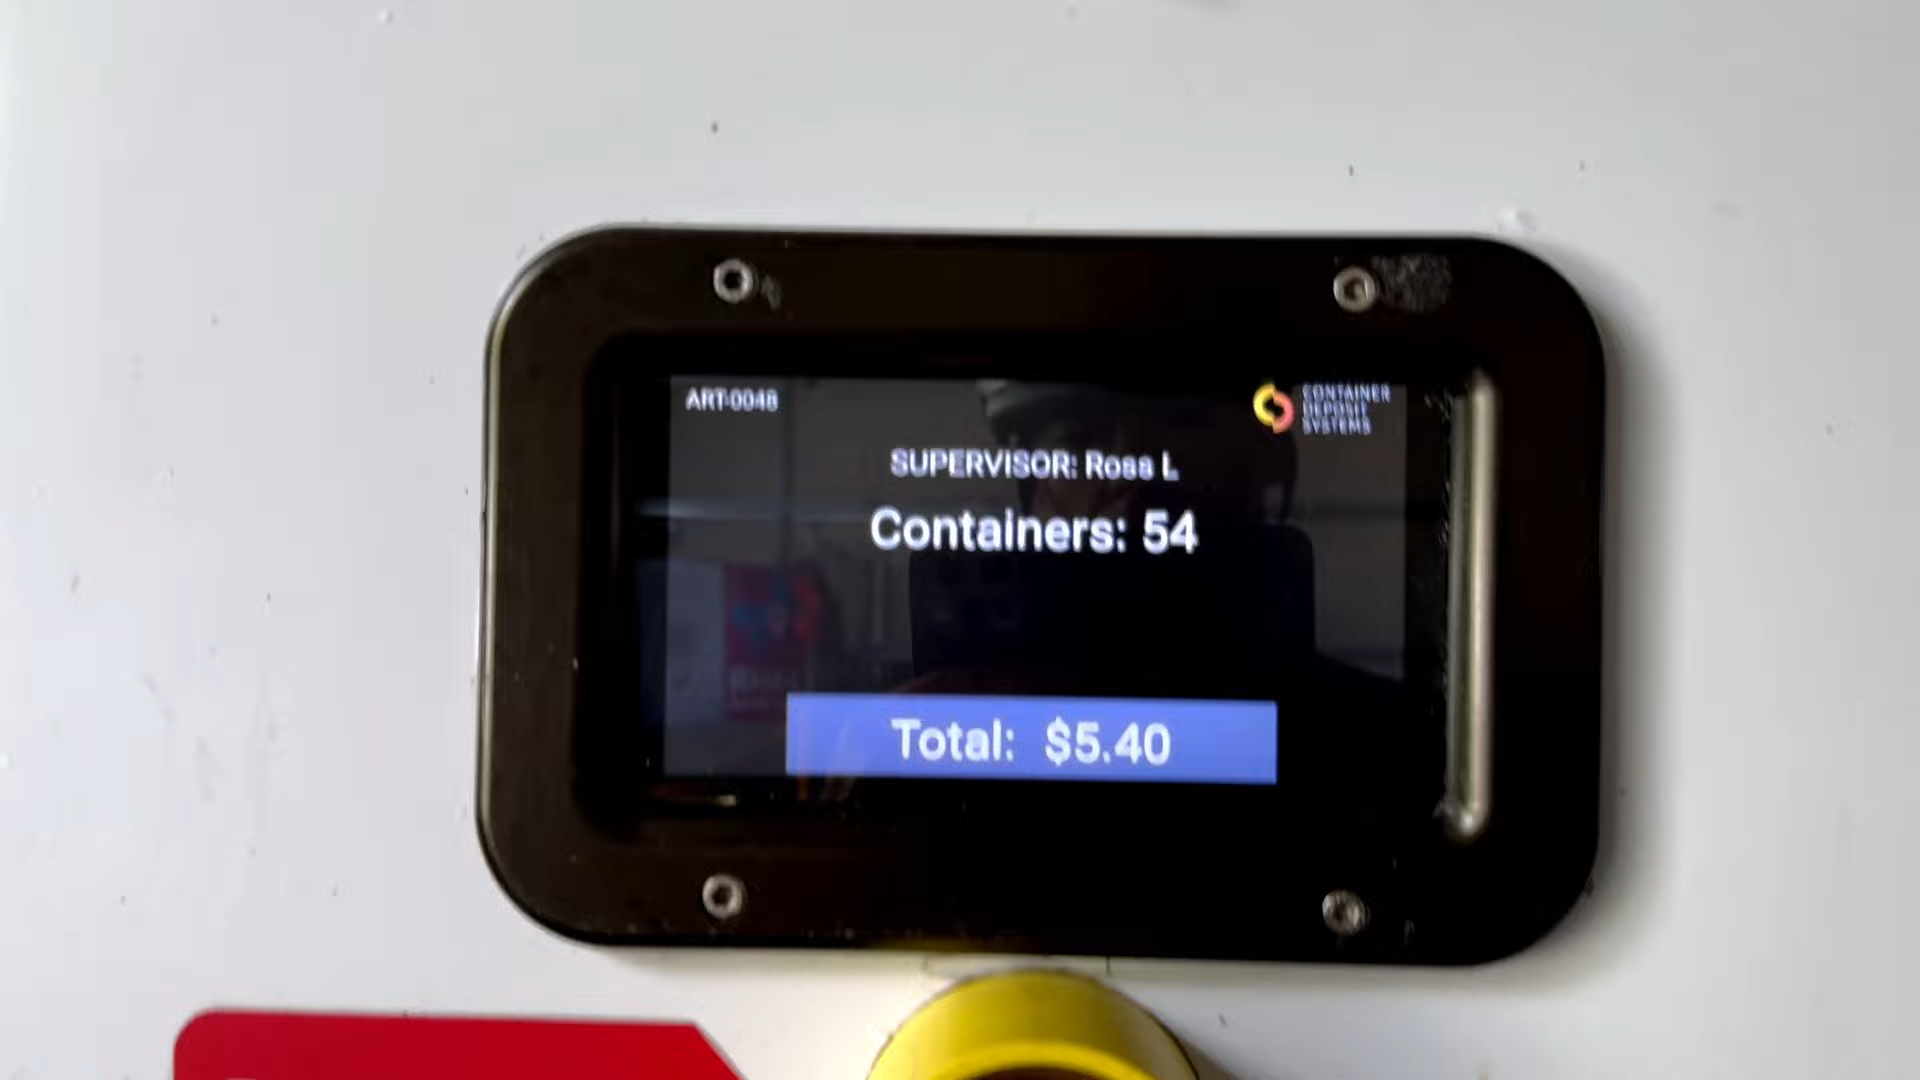 ART-0048
CONTAINER
DEPOSIT
SYSTEMS
SUPERVISOR: Ross L
Containers: 54
Total: $5.40